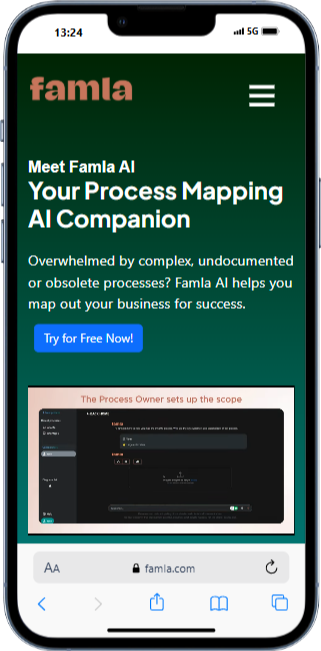 13:24
5G
famla
Meet Famla AI
Your Process Mapping
AI Companion
Overwhelmed by complex, undocumented
or obsolete processes? Famla AI helps you
map out your business for success.
Try for Free Now!
The Process Owner sets up the scope
famla
AA
famla.com